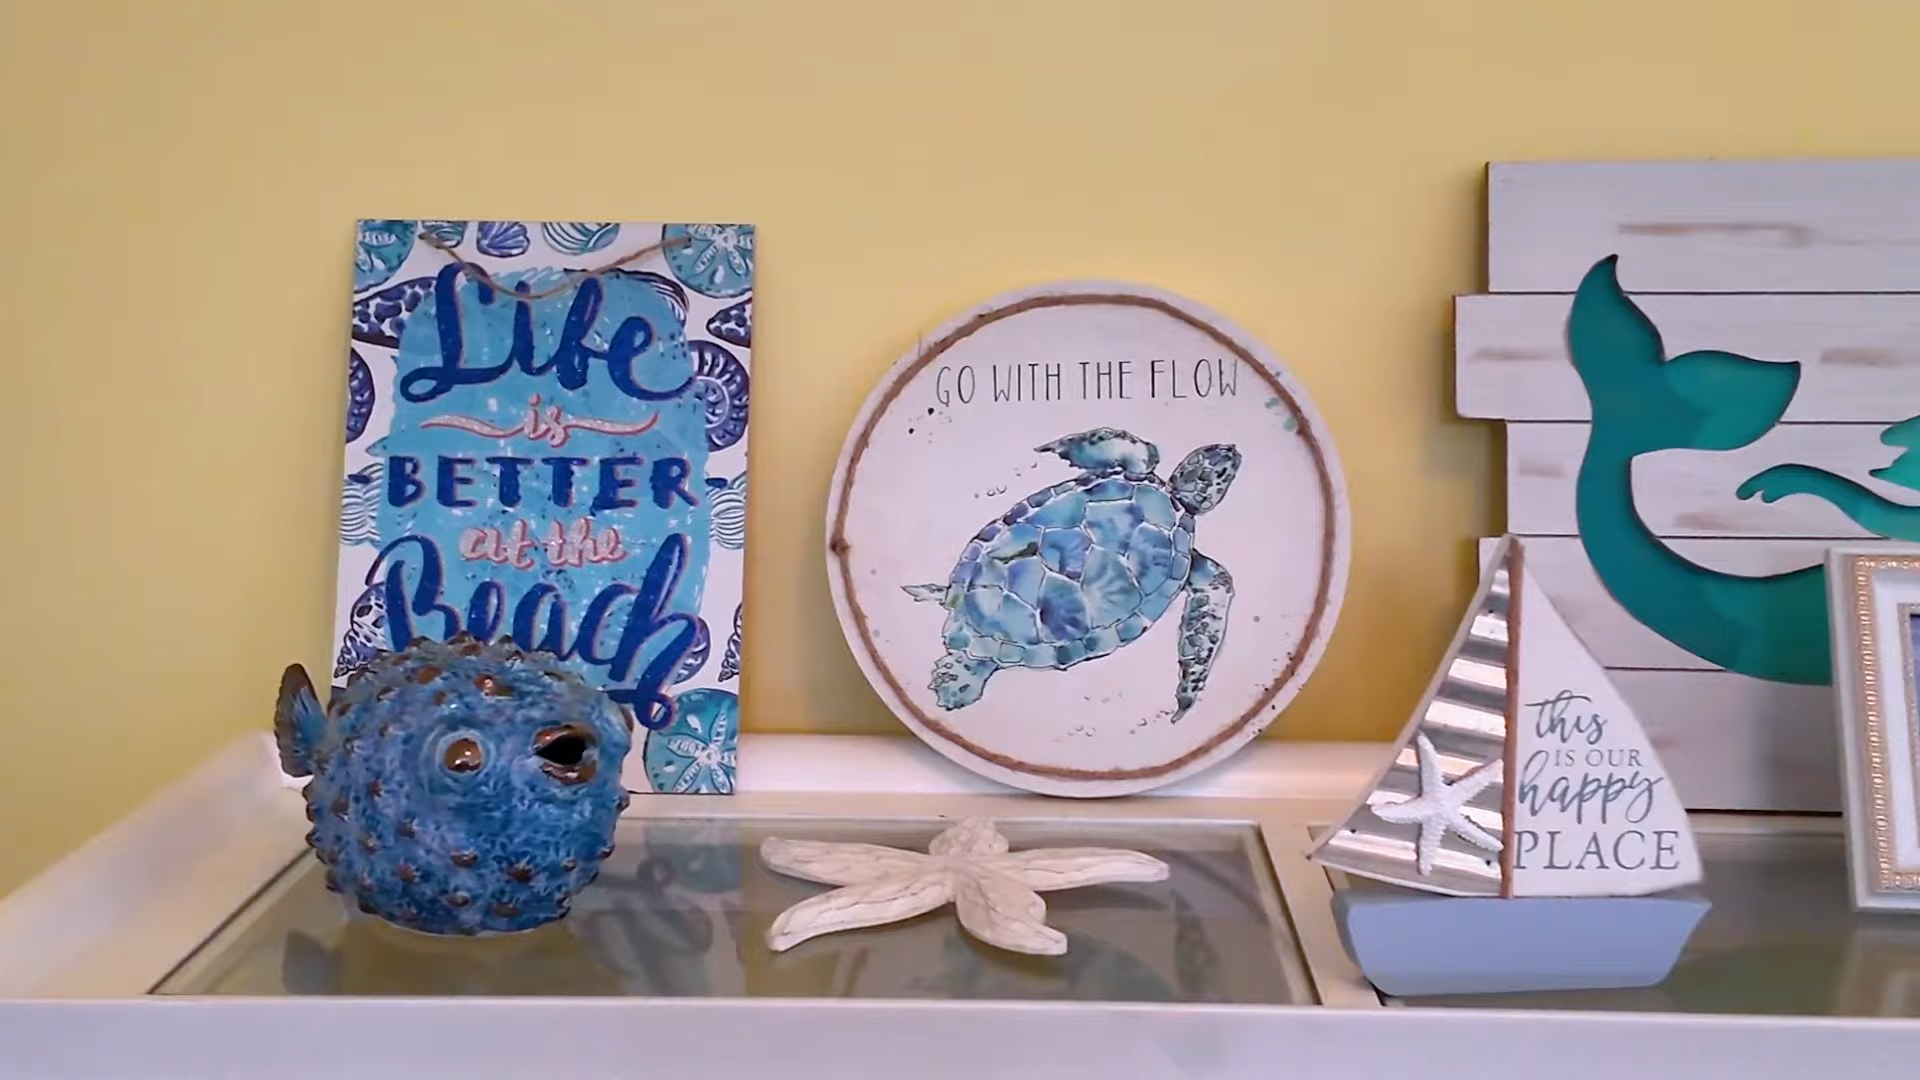 Life
is
BETTER
at the
Beach
GO WITH THE FLOW
this
IS OUR
happy
PLACE